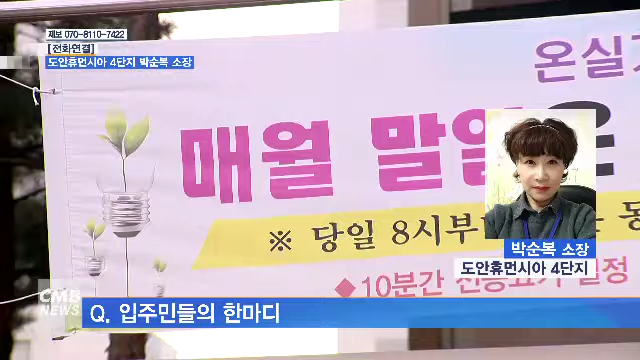 제보 070-8110-7422
[전화연결]
도안휴먼시아 4단지 박순복 소장
온실가
매월 말일은
※ 당일 8시부터
◆10분간
박순복 소장
도안휴먼시아 4단지
CMB
NEWS
Q. 입주민들의 한마디